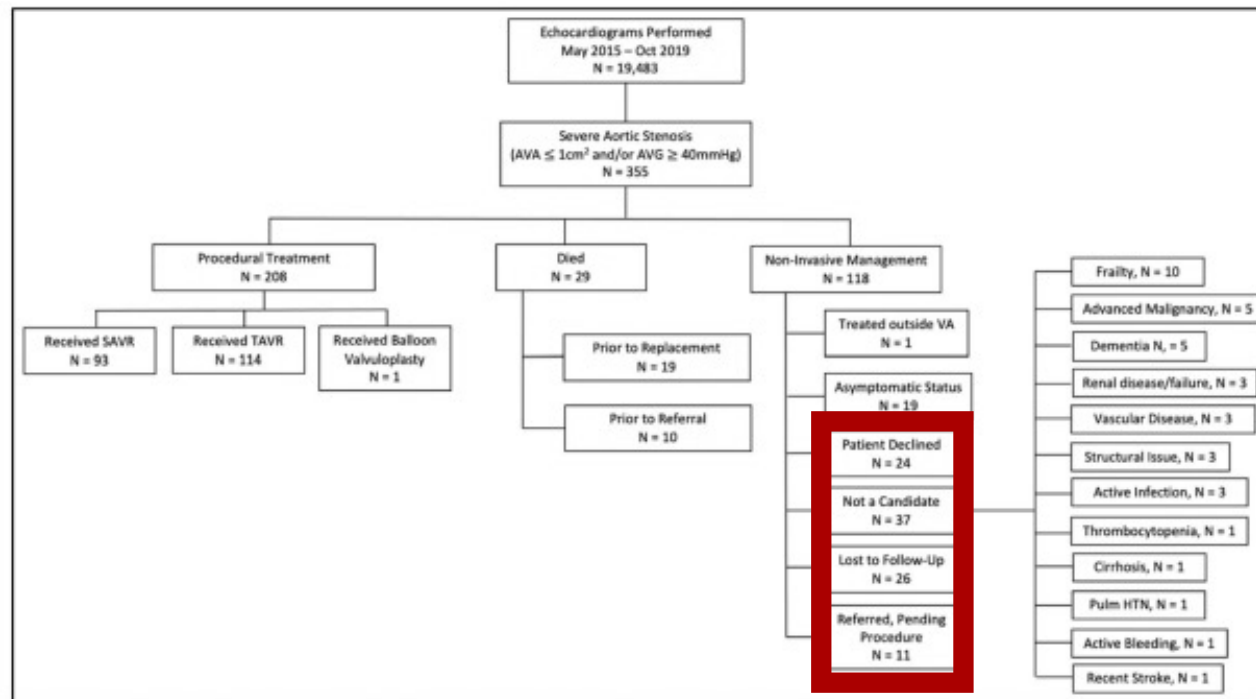 Echocardiograms Performed
May 2015 – Oct 2019
N = 19,483
Severe Aortic Stenosis
(AVA ≤ 1cm² and/or AVG ≥ 40mmHg)
N = 355
Procedural Treatment
N = 208
Received SAVR
N = 93
Received TAVR
N = 114
Received Balloon
Valvuloplasty
N = 1
Died
N = 29
Prior to Replacement
N = 19
Prior to Referral
N = 10
Non-Invasive Management
N = 118
Treated outside VA
N = 1
Asymptomatic Status
N = 19
Patient Declined
N = 24
Not a Candidate
N = 37
Lost to Follow-Up
N = 26
Referred, Pending
Procedure
N = 11
Frailty, N = 10
Advanced Malignancy, N = 5
Dementia N, = 5
Renal disease/failure, N = 3
Vascular Disease, N = 3
Structural Issue, N = 3
Active Infection, N = 3
Thrombocytopenia, N = 1
Cirrhosis, N = 1
Pulm HTN, N = 1
Active Bleeding, N = 1
Recent Stroke, N = 1